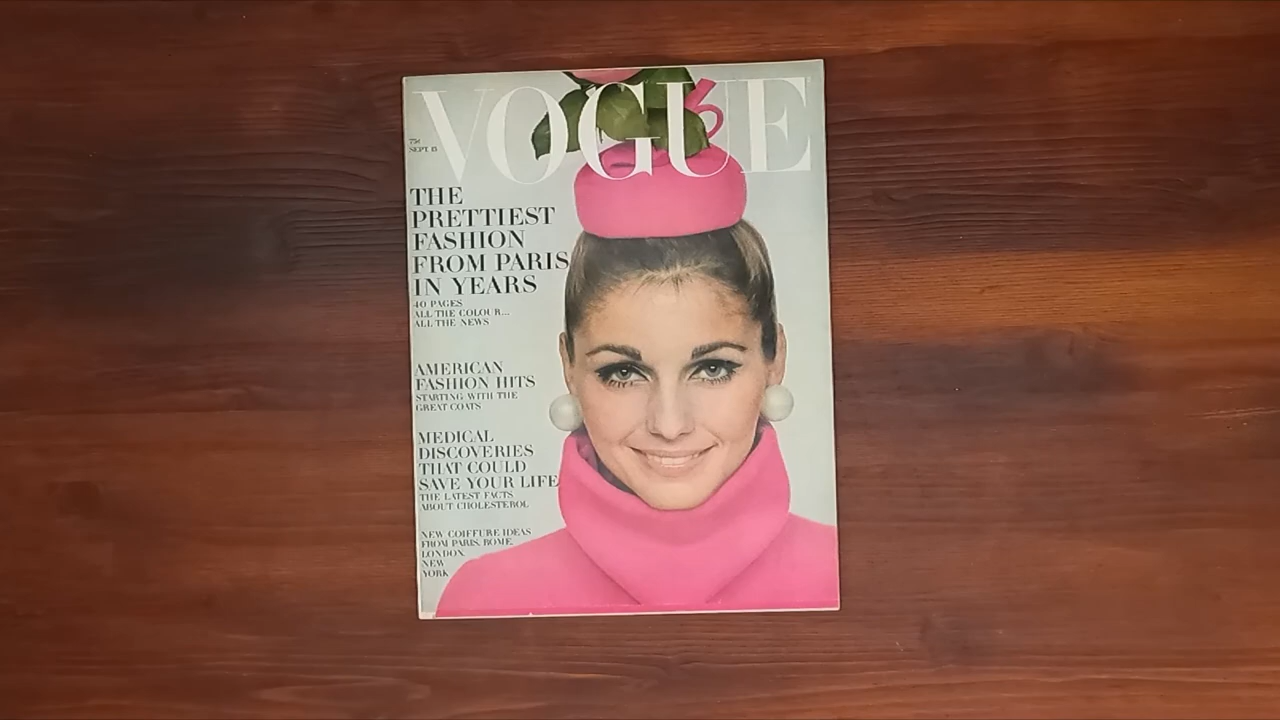 VOGUE
75¢
SEPT. 15
THE
PRETTIEST
FASHION
FROM PARIS
IN YEARS
40 PAGES
ALL THE COLOUR...
ALL THE NEWS
AMERICAN
FASHION HITS
STARTING WITH THE
GREAT COATS
MEDICAL
DISCOVERIES
THAT COULD
SAVE YOUR LIFE
THE LATEST FACTS
ABOUT CHOLESTEROL
NEW COIFFURE IDEAS
FROM PARIS, ROME,
LONDON,
NEW
YORK